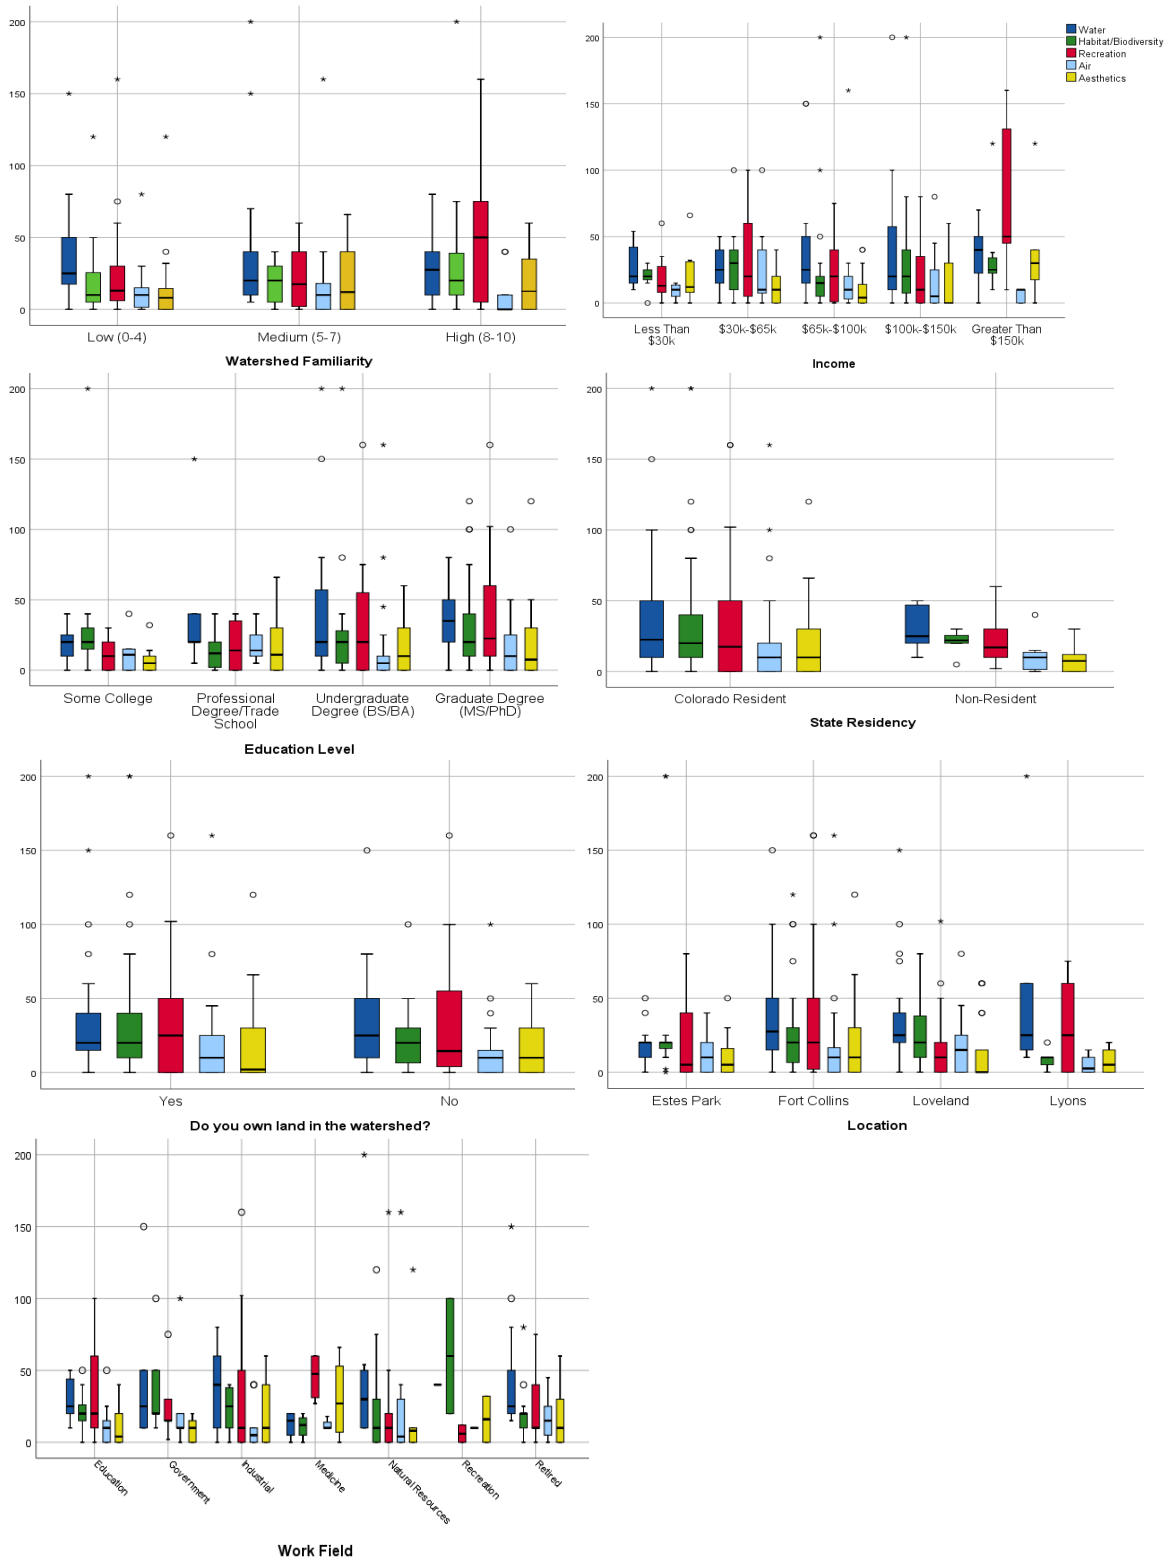 200
150
100
50
0
Low (0-4)
Medium (5-7)
High (8-10)
Watershed Familiarity
200
150
100
50
0
Less Than
$30k
$30k-$65k
$65k-$100k
$100k-$150k
Greater Than
$150k
Income
Water
Habitat/Biodiversity
Recreation
Air
Aesthetics
200
150
100
50
0
Some College
Professional
Degree/Trade
School
Undergraduate
Degree (BS/BA)
Graduate Degree
(MS/PhD)
Education Level
200
150
100
50
0
Colorado Resident
Non-Resident
State Residency
200
150
100
50
0
Yes
No
Do you own land in the watershed?
200
150
100
50
0
Estes Park
Fort Collins
Loveland
Lyons
Location
200
150
100
50
0
Education
Government
Industrial
Medicine
Natural Resources
Recreation
Retired
Work Field